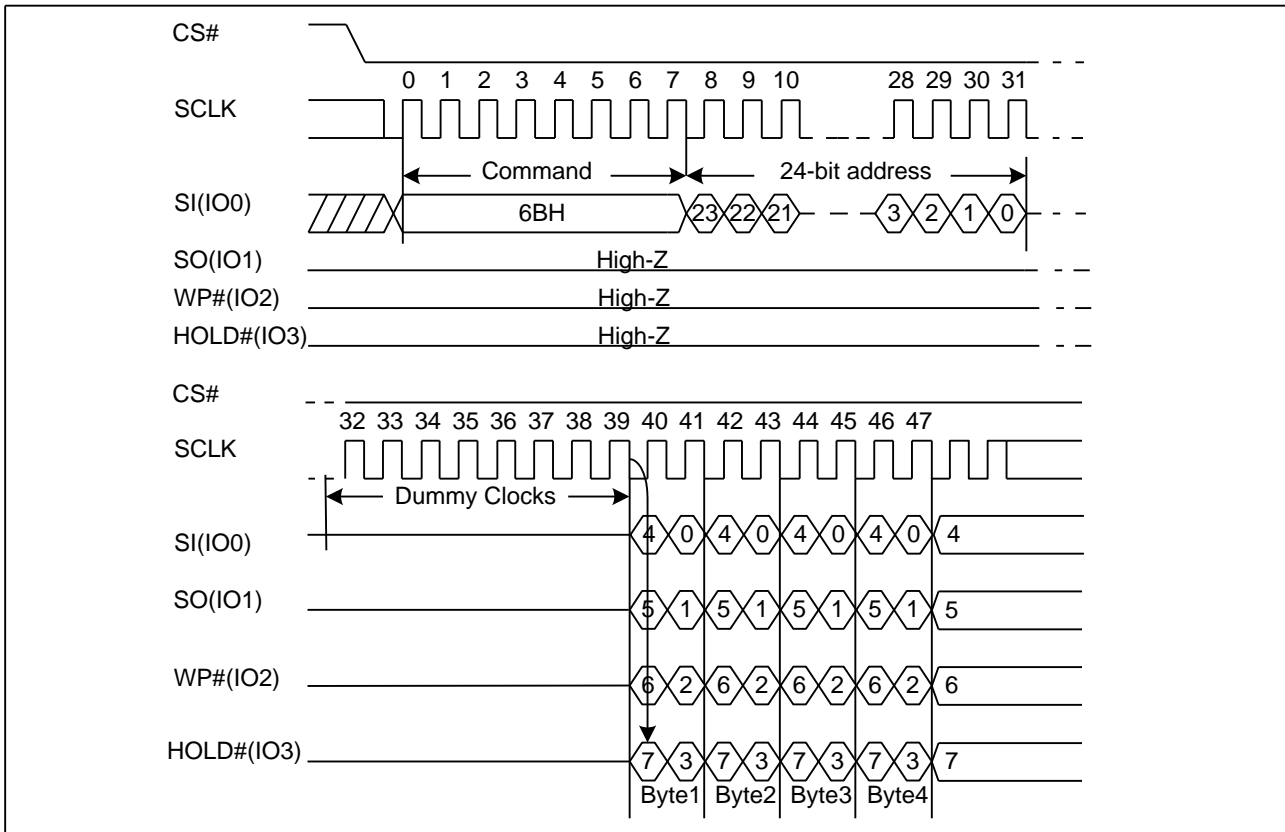 CS#
0 1 2 3 4 5 6 7 8 9 10 28 29 30 31
SCLK
Command 24-bit address
SI(IO0) 6BH 23 22 21 3 2 1 0
SO(IO1) High-Z
WP#(IO2) High-Z
HOLD#(IO3) High-Z
CS#
32 33 34 35 36 37 38 39 40 41 42 43 44 45 46 47
SCLK
Dummy Clocks
SI(IO0) 4 0 4 0 4 0 4 0 4
SO(IO1) 5 1 5 1 5 1 5 1 5
WP#(IO2) 6 2 6 2 6 2 6 2 6
HOLD#(IO3) 7 3 7 3 7 3 7 3 7
Byte1 Byte2 Byte3 Byte4